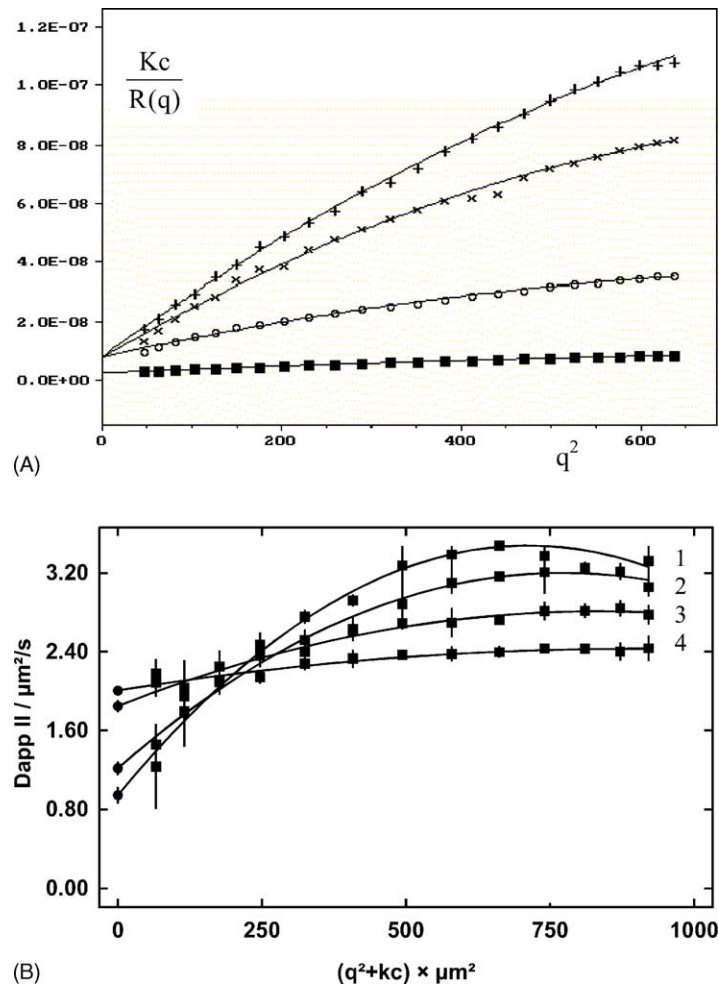 1.2E-07
Kc
R(q)
1.0E-07
8.0E-08
6.0E-08
4.0E-08
2.0E-08
0.0E+00
0 200 400 600
q²
(A)
3.20
2.40
1.60
0.80
0.00
Dapp II / µm²/s
1
2
3
4
0 250 500 750 1000
(q²+kc) × µm²
(B)